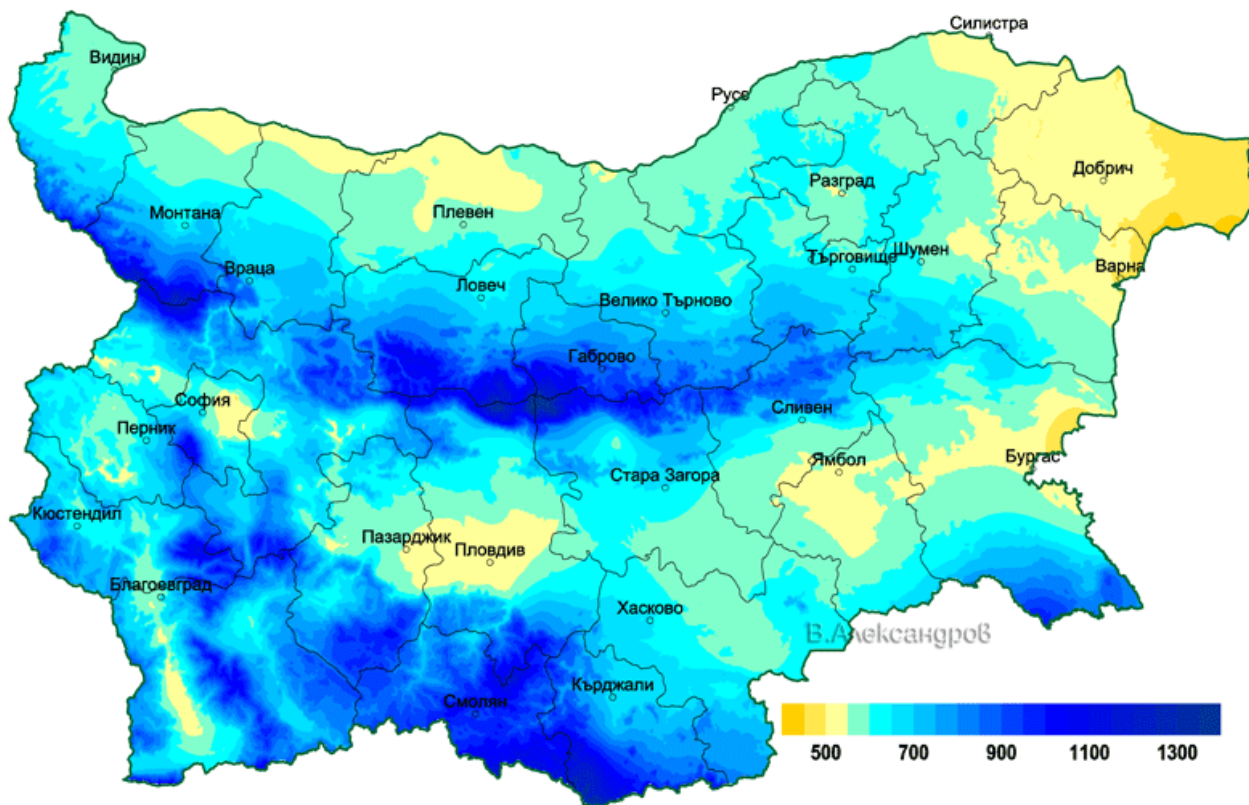 Силистра
Видин
Русе
Добрич
Разград
Монтана
Плевен
Търговище
Шумен
Варна
Враца
Ловеч
Велико Търново
Габрово
София
Сливен
Перник
Ямбол
Бургас
Стара Загора
Кюстендил
Пазарджик
Пловдив
Благоевград
Хасково
В.Александров
Кърджали
Смолян
500 700 900 1100 1300